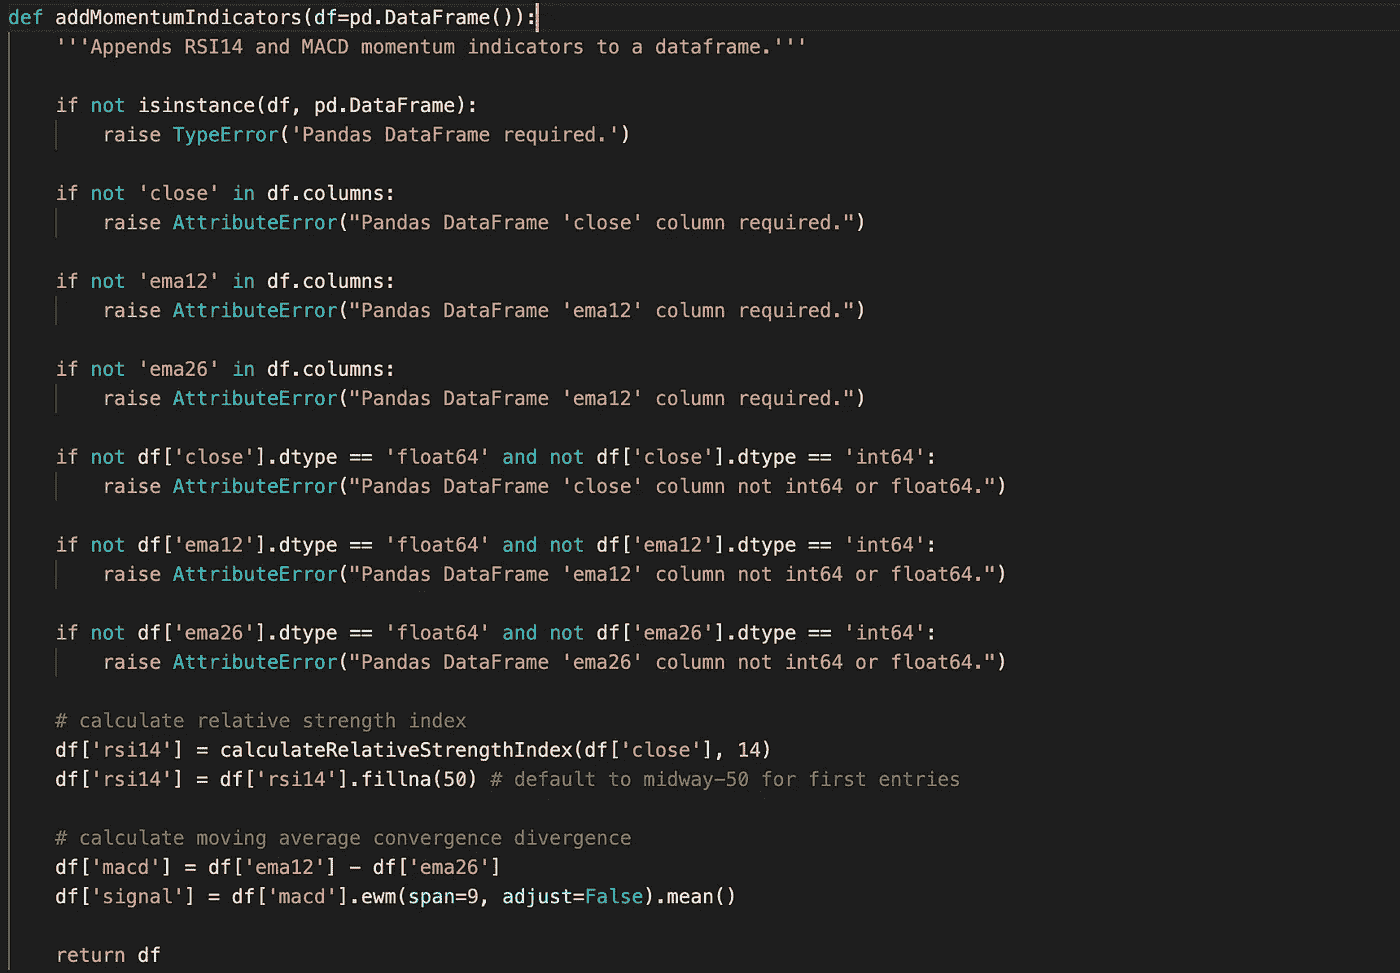 def addMomentumIndicators(df=pd.DataFrame()):
    '''Appends RSI14 and MACD momentum indicators to a dataframe.'''
    if not isinstance(df, pd.DataFrame):
        raise TypeError('Pandas DataFrame required.')
    if not 'close' in df.columns:
        raise AttributeError("Pandas DataFrame 'close' column required.")
    if not 'ema12' in df.columns:
        raise AttributeError("Pandas DataFrame 'ema12' column required.")
    if not 'ema26' in df.columns:
        raise AttributeError("Pandas DataFrame 'ema12' column required.")
    if not df['close'].dtype == 'float64' and not df['close'].dtype == 'int64':
        raise AttributeError("Pandas DataFrame 'close' column not int64 or float64.")
    if not df['ema12'].dtype == 'float64' and not df['ema12'].dtype == 'int64':
        raise AttributeError("Pandas DataFrame 'ema12' column not int64 or float64.")
    if not df['ema26'].dtype == 'float64' and not df['ema26'].dtype == 'int64':
        raise AttributeError("Pandas DataFrame 'ema26' column not int64 or float64.")
    # calculate relative strength index
    df['rsi14'] = calculateRelativeStrengthIndex(df['close'], 14)
    df['rsi14'] = df['rsi14'].fillna(50) # default to midway-50 for first entries
    # calculate moving average convergence divergence
    df['macd'] = df['ema12'] - df['ema26']
    df['signal'] = df['macd'].ewm(span=9, adjust=False).mean()
    return df